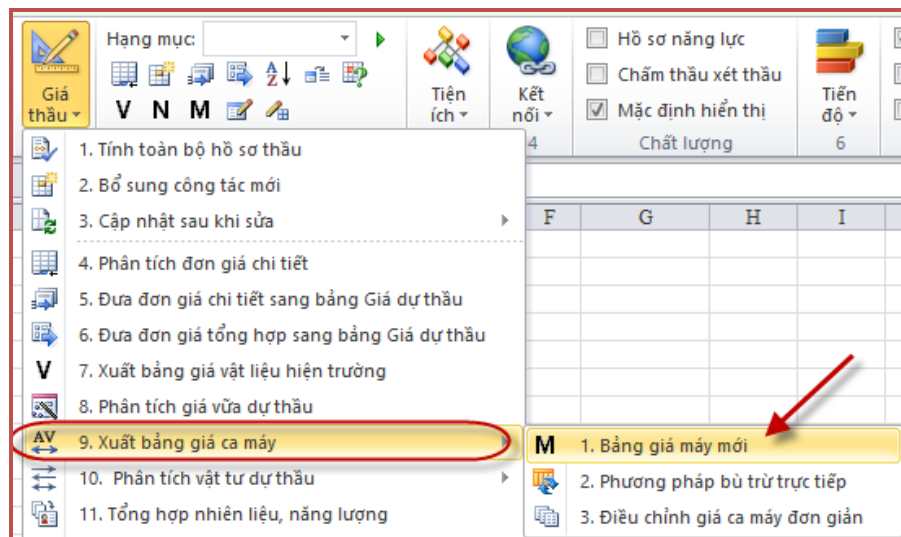 Giá thầu
Hạng mục:
V N M
Tiện ích
Kết nối
Hồ sơ năng lực
Chấm thầu xét thầu
Mặc định hiển thị
Tiến độ
4
Chất lượng
6
1. Tính toàn bộ hồ sơ thầu
2. Bổ sung công tác mới
3. Cập nhật sau khi sửa
4. Phân tích đơn giá chi tiết
5. Đưa đơn giá chi tiết sang bảng Giá dự thầu
6. Đưa đơn giá tổng hợp sang bảng Giá dự thầu
V 7. Xuất bảng giá vật liệu hiện trường
8. Phân tích giá vữa dự thầu
AV 9. Xuất bảng giá ca máy
10. Phân tích vật tư dự thầu
11. Tổng hợp nhiên liệu, năng lượng
F G H I
M 1. Bảng giá máy mới
2. Phương pháp bù trừ trực tiếp
3. Điều chỉnh giá ca máy đơn giản